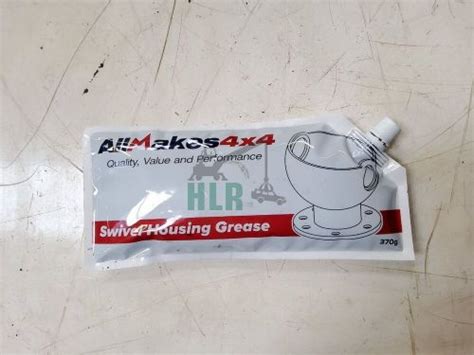 AllMakes4x4
Quality, Value and Performance
HLR
Swivel Housing Grease
370g